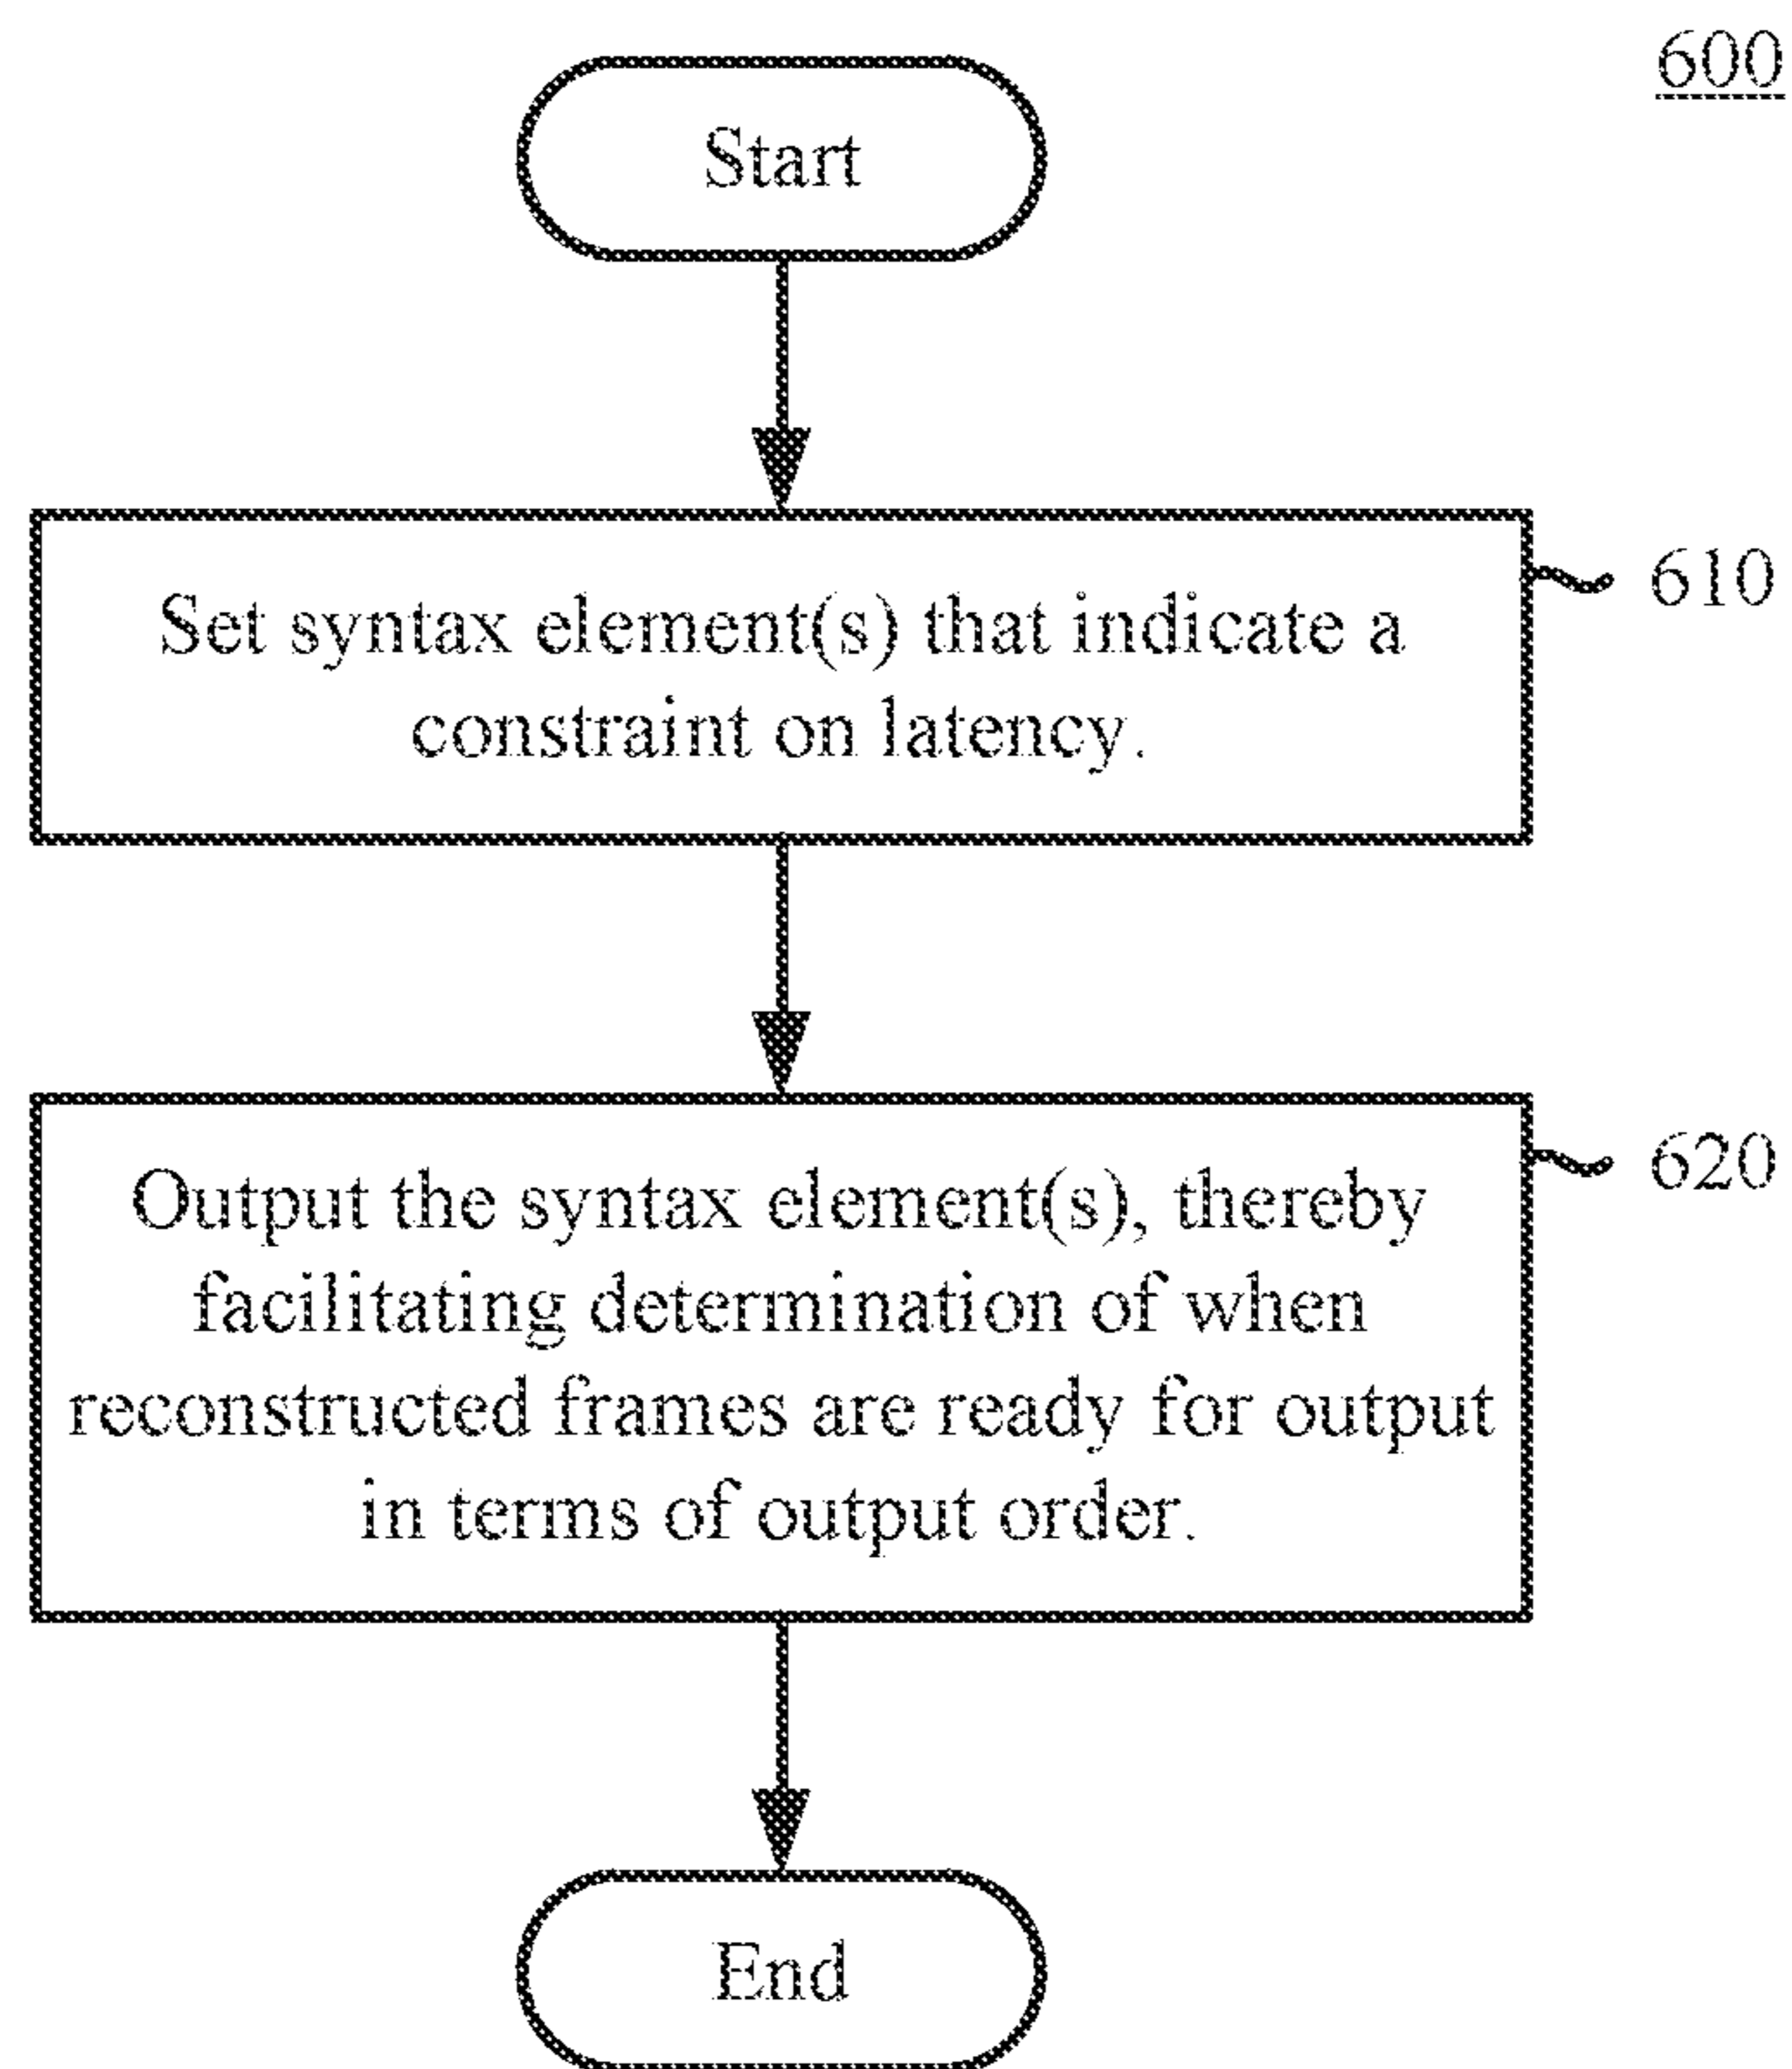 600
Start
Set syntax element(s) that indicate a
constraint on latency.
610
Output the syntax element(s), thereby
facilitating determination of when
reconstructed frames are ready for output
in terms of output order.
620
End